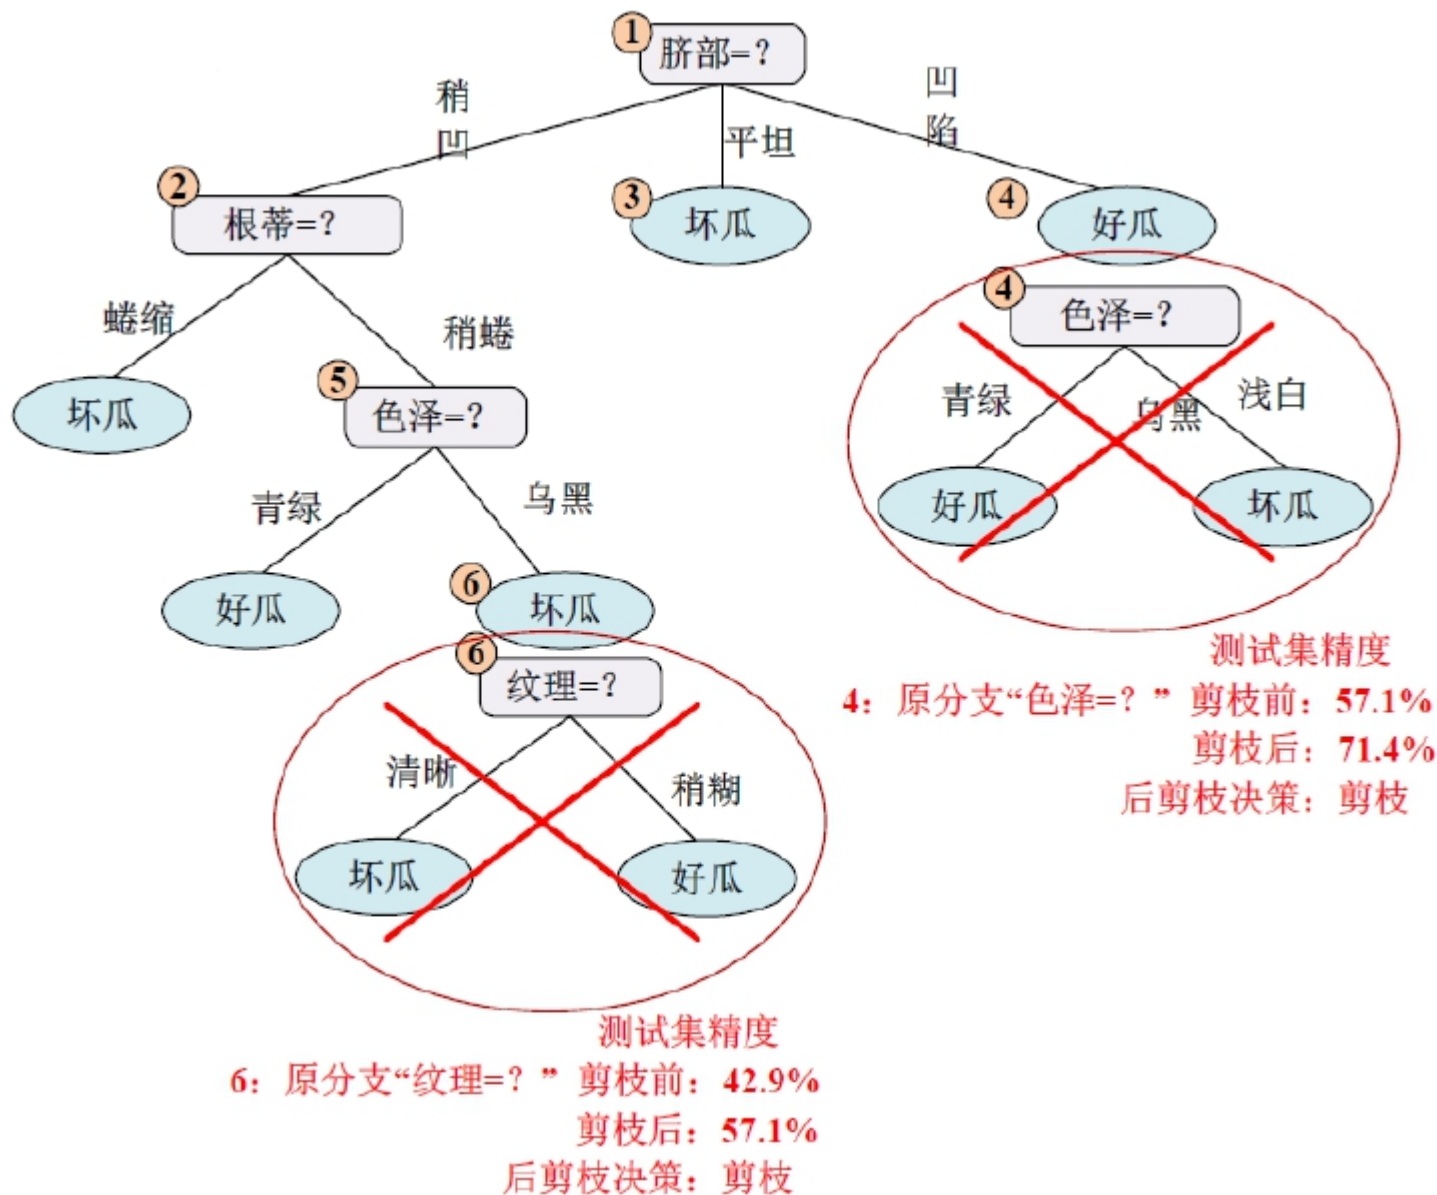 1
脐部=?
稍凹
平坦
凹陷
2
根蒂=?
3
坏瓜
4
好瓜
蜷缩
稍蜷
4
色泽=?
坏瓜
5
色泽=?
青绿
乌黑
浅白
青绿
乌黑
好瓜
坏瓜
好瓜
6
坏瓜
6
纹理=?
清晰
稍糊
坏瓜
好瓜
测试集精度
4：原分支“色泽=？” 剪枝前：57.1%
剪枝后：71.4%
后剪枝决策：剪枝
测试集精度
6：原分支“纹理=？” 剪枝前：42.9%
剪枝后：57.1%
后剪枝决策：剪枝